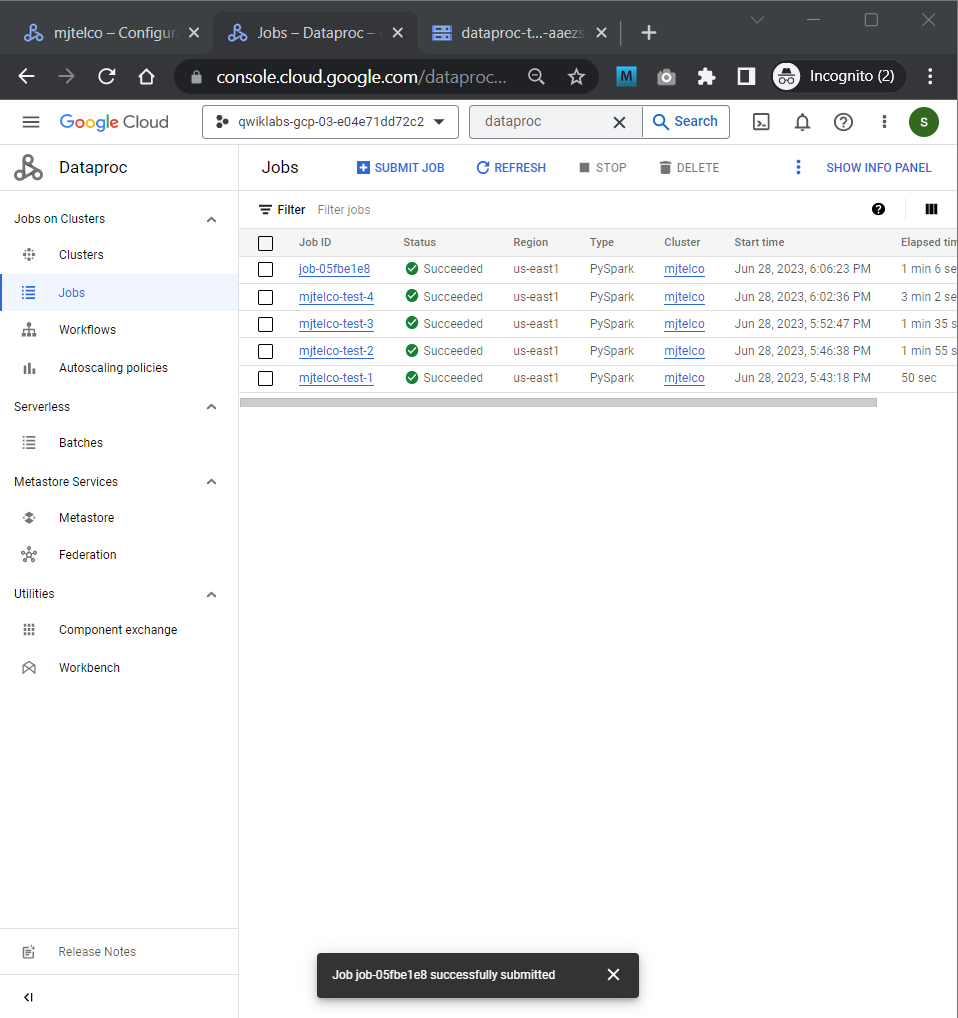 mjtelco – Configur
Jobs – Dataproc –
dataproc-t...-aaezs
console.cloud.google.com/dataproc...
M
Incognito (2)
Google Cloud
qwiklabs-gcp-03-e04e71dd72c2
dataproc
Search
S
Dataproc
Jobs
SUBMIT JOB
REFRESH
STOP
DELETE
SHOW INFO PANEL
Jobs on Clusters
Clusters
Jobs
Workflows
Autoscaling policies
Serverless
Batches
Metastore Services
Metastore
Federation
Utilities
Component exchange
Workbench
Release Notes
Filter Filter jobs
Job ID Status Region Type Cluster Start time Elapsed tim
job-05fbe1e8 Succeeded us-east1 PySpark mjtelco Jun 28, 2023, 6:06:23 PM 1 min 6 se
mjtelco-test-4 Succeeded us-east1 PySpark mjtelco Jun 28, 2023, 6:02:36 PM 3 min 2 se
mjtelco-test-3 Succeeded us-east1 PySpark mjtelco Jun 28, 2023, 5:52:47 PM 1 min 35 s
mjtelco-test-2 Succeeded us-east1 PySpark mjtelco Jun 28, 2023, 5:46:38 PM 1 min 55 s
mjtelco-test-1 Succeeded us-east1 PySpark mjtelco Jun 28, 2023, 5:43:18 PM 50 sec
Job job-05fbe1e8 successfully submitted